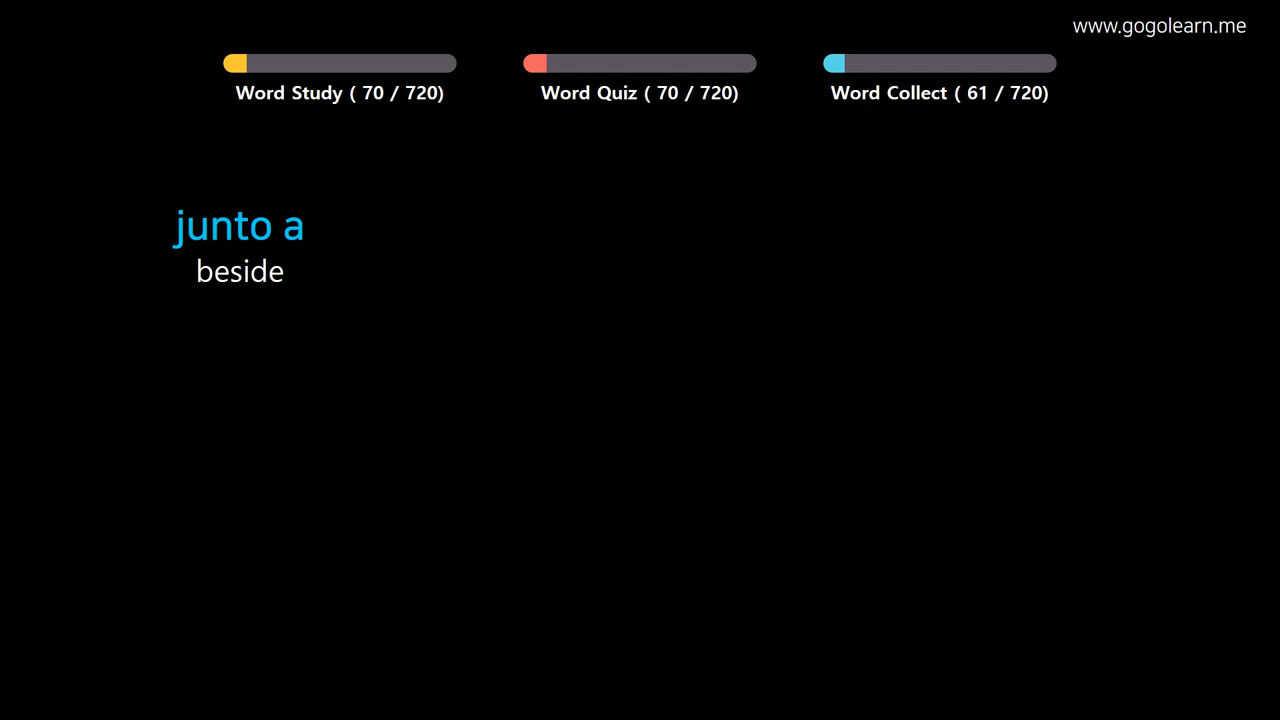 www.gogolearn.me
Word Study ( 70 / 720)
Word Quiz ( 70 / 720)
Word Collect ( 61 / 720)
junto a
beside